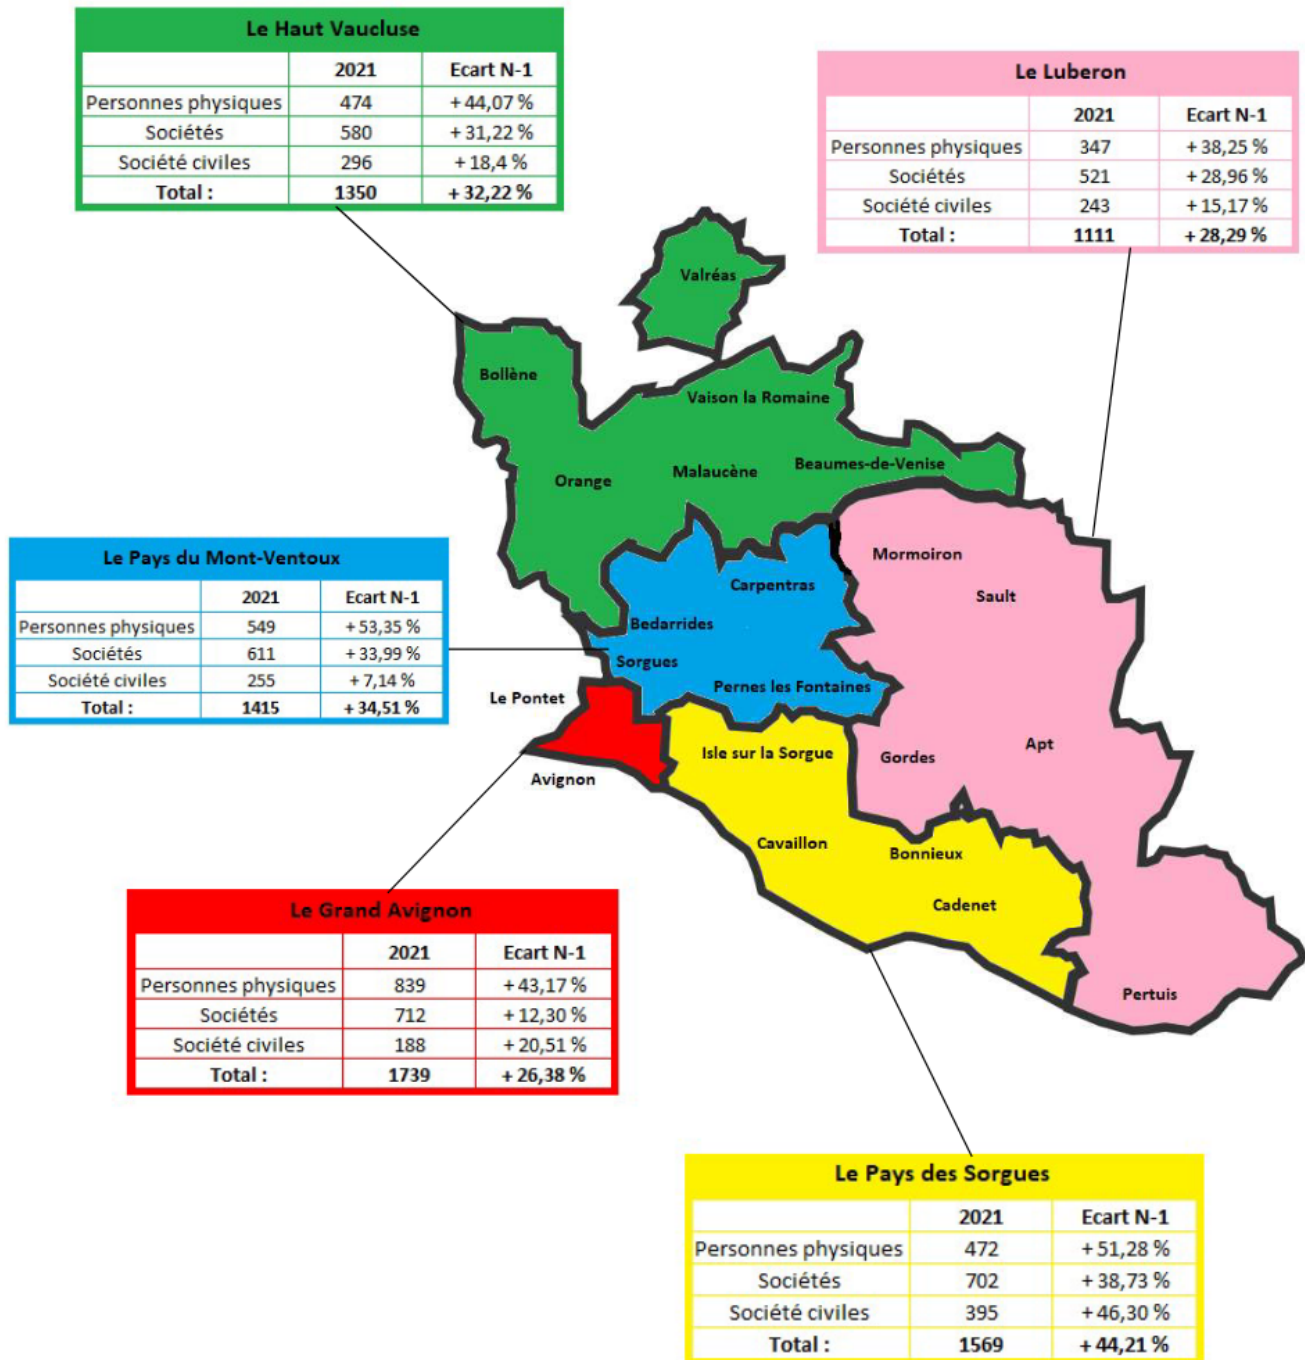 Le Haut Vaucluse
2021 Ecart N-1
Personnes physiques 474 + 44,07 %
Sociétés 580 + 31,22 %
Société civiles 296 + 18,4 %
Total : 1350 + 32,22 %
Le Luberon
2021 Ecart N-1
Personnes physiques 347 + 38,25 %
Sociétés 521 + 28,96 %
Société civiles 243 + 15,17 %
Total : 1111 + 28,29 %
Valréas
Bollène
Vaison la Romaine
Beaumes-de-Venise
Malaucène
Orange
Mormoiron
Sault
Carpentras
Bedarrides
Sorgues
Pernes les Fontaines
Le Pays du Mont-Ventoux
2021 Ecart N-1
Personnes physiques 549 + 53,35 %
Sociétés 611 + 33,99 %
Société civiles 255 + 7,14 %
Total : 1415 + 34,51 %
Le Pontet
Avignon
Isle sur la Sorgue
Gordes
Apt
Cavaillon
Bonnieux
Cadenet
Pertuis
Le Grand Avignon
2021 Ecart N-1
Personnes physiques 839 + 43,17 %
Sociétés 712 + 12,30 %
Société civiles 188 + 20,51 %
Total : 1739 + 26,38 %
Le Pays des Sorgues
2021 Ecart N-1
Personnes physiques 472 + 51,28 %
Sociétés 702 + 38,73 %
Société civiles 395 + 46,30 %
Total : 1569 + 44,21 %